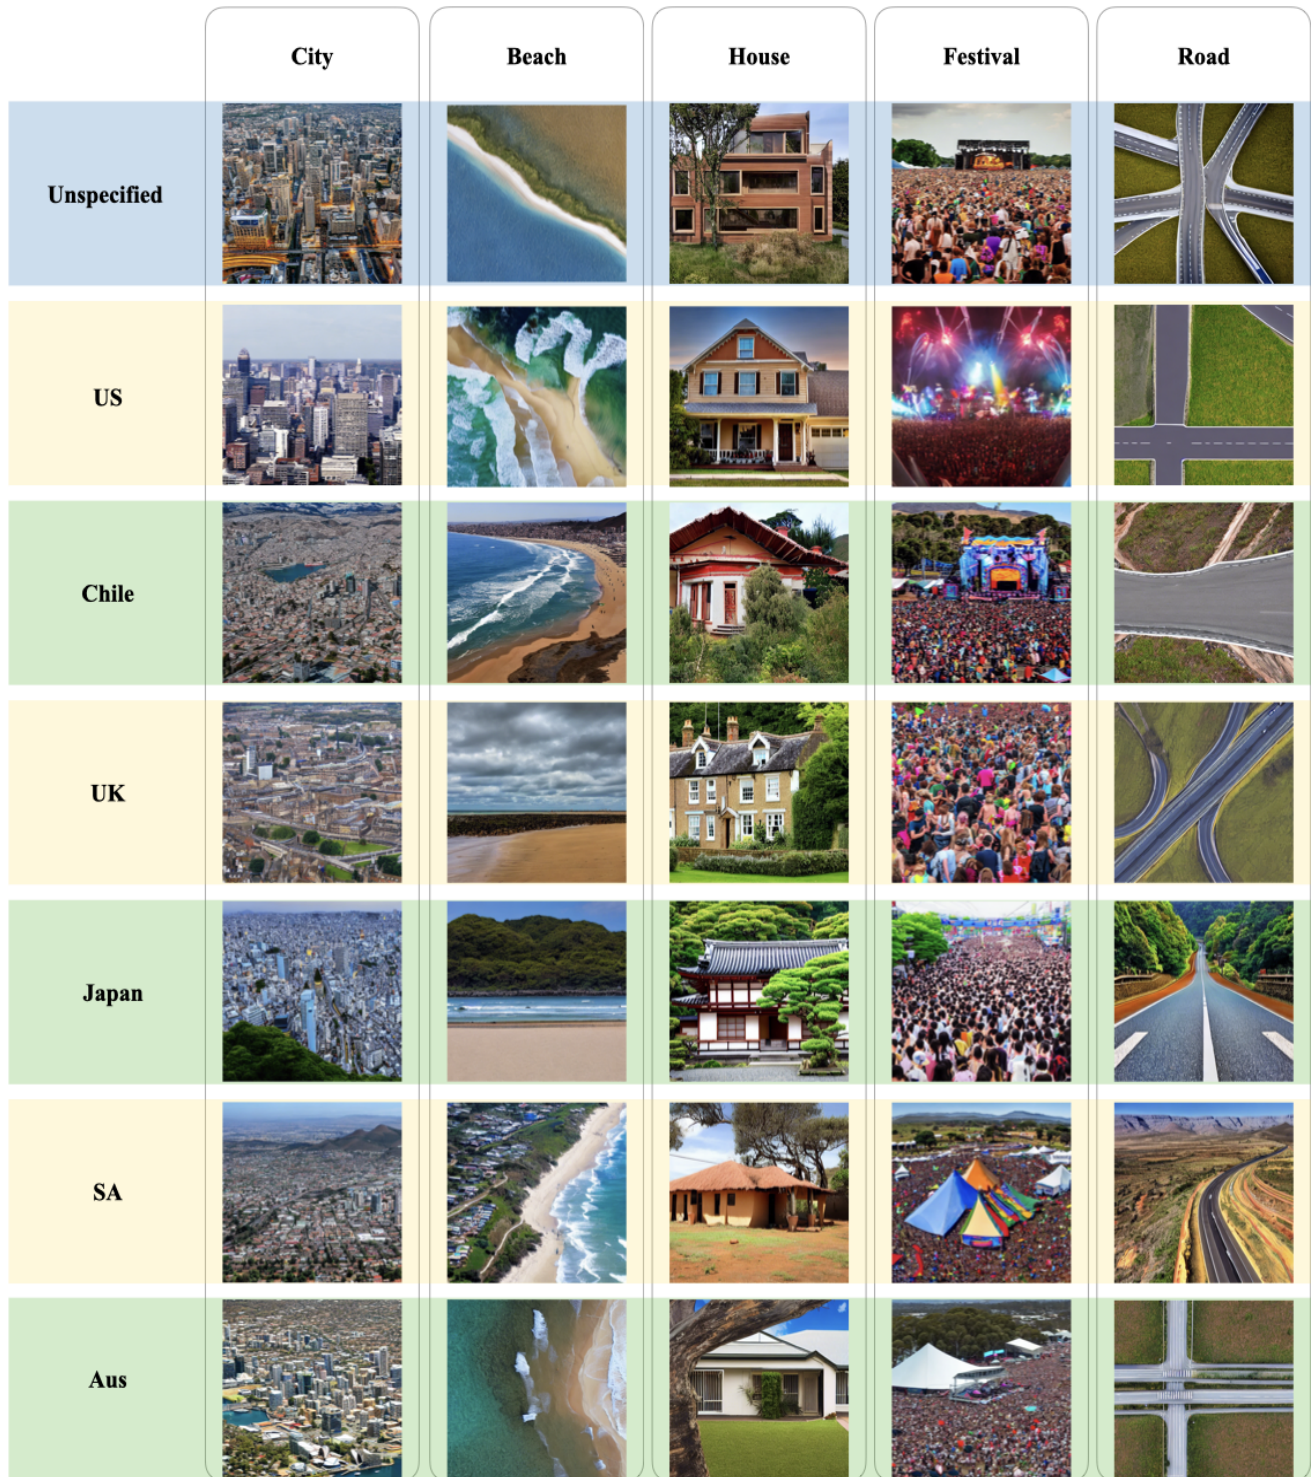 City Beach House Festival Road
Unspecified
US
Chile
UK
Japan
SA
Aus